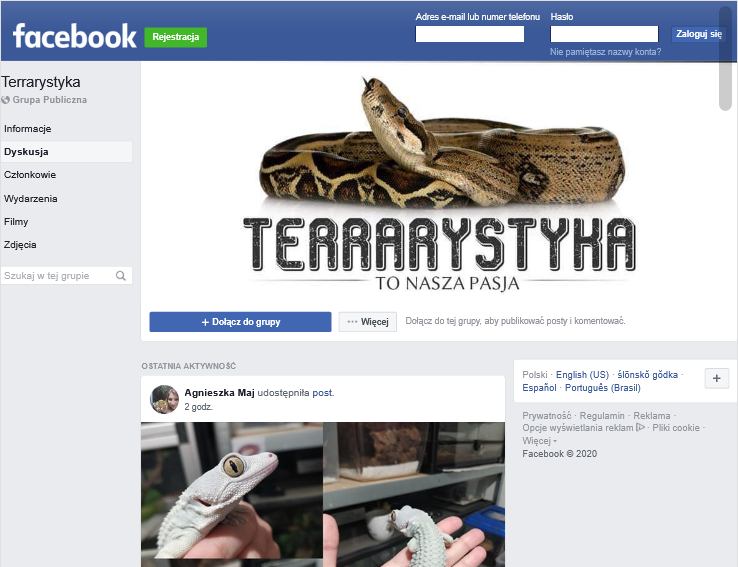 facebook
Rejestracja
Adres e-mail lub numer telefonu
Hasło
Zaloguj się
Nie pamiętasz nazwy konta?
Terrarystyka
Grupa Publiczna
Informacje
Dyskusja
Członkowie
Wydarzenia
Filmy
Zdjęcia
Szukaj w tej grupie
TERRARYSTYKA
TO NASZA PASJA
+ Dołącz do grupy
··· Więcej
Dołącz do tej grupy, aby publikować posty i komentować.
OSTATNIA AKTYWNOŚĆ
Agnieszka Maj udostępniła post.
2 godz.
Polski · English (US) · ślōnskŏ gŏdka ·
Español · Português (Brasil)
+
Prywatność · Regulamin · Reklama ·
Opcje wyświetlania reklam · Pliki cookie ·
Więcej
Facebook © 2020